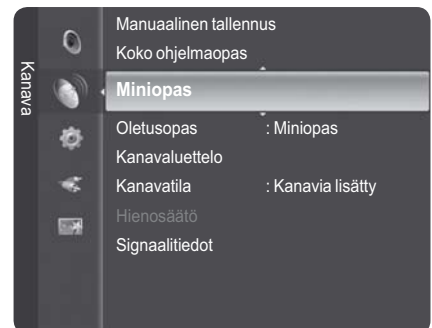 Kanava
Manuaalinen tallennus
Koko ohjelmaopas
Miniopas
Oletusopas : Miniopas
Kanavaluettelo
Kanavatila : Kanavia lisätty
Hienosäätö
Signaalitiedot